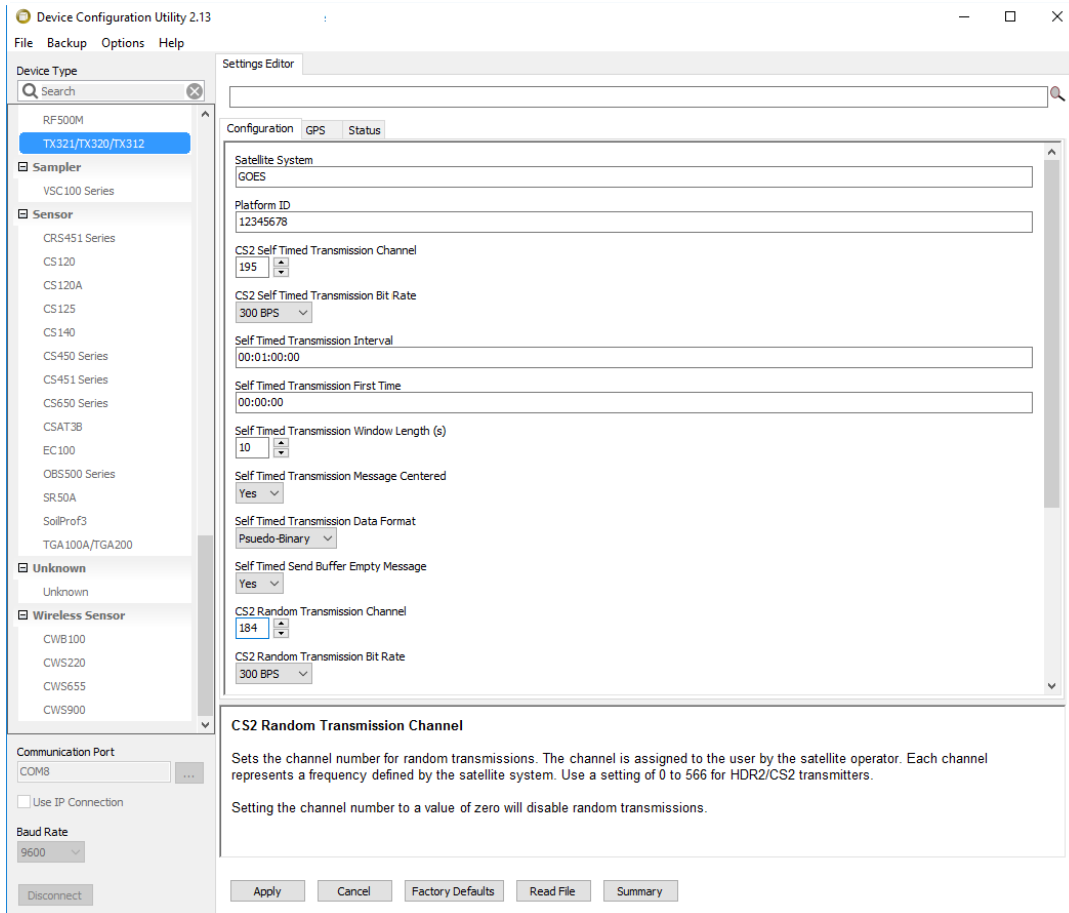 Device Configuration Utility 2.13
File Backup Options Help
Device Type
Search
RF500M
TX321/TX320/TX312
Sampler
VSC100 Series
Sensor
CRS451 Series
CS120
CS120A
CS125
CS140
CS450 Series
CS451 Series
CS650 Series
CSAT3B
EC100
OBS500 Series
SR50A
SoilProf3
TGA100A/TGA200
Unknown
Unknown
Wireless Sensor
CWB100
CWS220
CWS655
CWS900
Communication Port
COM8
...
Use IP Connection
Baud Rate
9600
Disconnect
Settings Editor
Configuration GPS Status
Satellite System
GOES
Platform ID
12345678
CS2 Self Timed Transmission Channel
195
CS2 Self Timed Transmission Bit Rate
300 BPS
Self Timed Transmission Interval
00:01:00:00
Self Timed Transmission First Time
00:00:00
Self Timed Transmission Window Length (s)
10
Self Timed Transmission Message Centered
Yes
Self Timed Transmission Data Format
Psuedo-Binary
Self Timed Send Buffer Empty Message
Yes
CS2 Random Transmission Channel
184
CS2 Random Transmission Bit Rate
300 BPS
CS2 Random Transmission Channel
Sets the channel number for random transmissions. The channel is assigned to the user by the satellite operator. Each channel
represents a frequency defined by the satellite system. Use a setting of 0 to 566 for HDR2/CS2 transmitters.
Setting the channel number to a value of zero will disable random transmissions.
Apply Cancel Factory Defaults Read File Summary